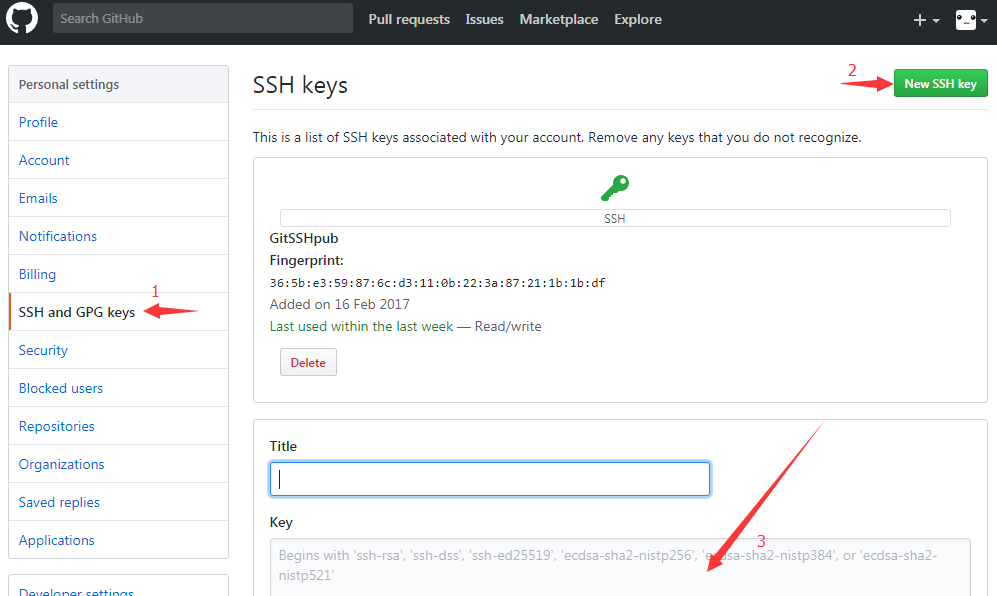 Search GitHub Pull requests Issues Marketplace Explore
Personal settings
Profile
Account
Emails
Notifications
Billing
1
SSH and GPG keys
Security
Blocked users
Repositories
Organizations
Saved replies
Applications
Developer settings
SSH keys
2
New SSH key
This is a list of SSH keys associated with your account. Remove any keys that you do not recognize.
SSH
GitSSHpub
Fingerprint:
36:5b:e3:59:87:6c:d3:11:0b:22:3a:87:21:1b:1b:df
Added on 16 Feb 2017
Last used within the last week — Read/write
Delete
Title
Key
3
Begins with 'ssh-rsa', 'ssh-dss', 'ssh-ed25519', 'ecdsa-sha2-nistp256', 'ecdsa-sha2-nistp384', or 'ecdsa-sha2-
nistp521'